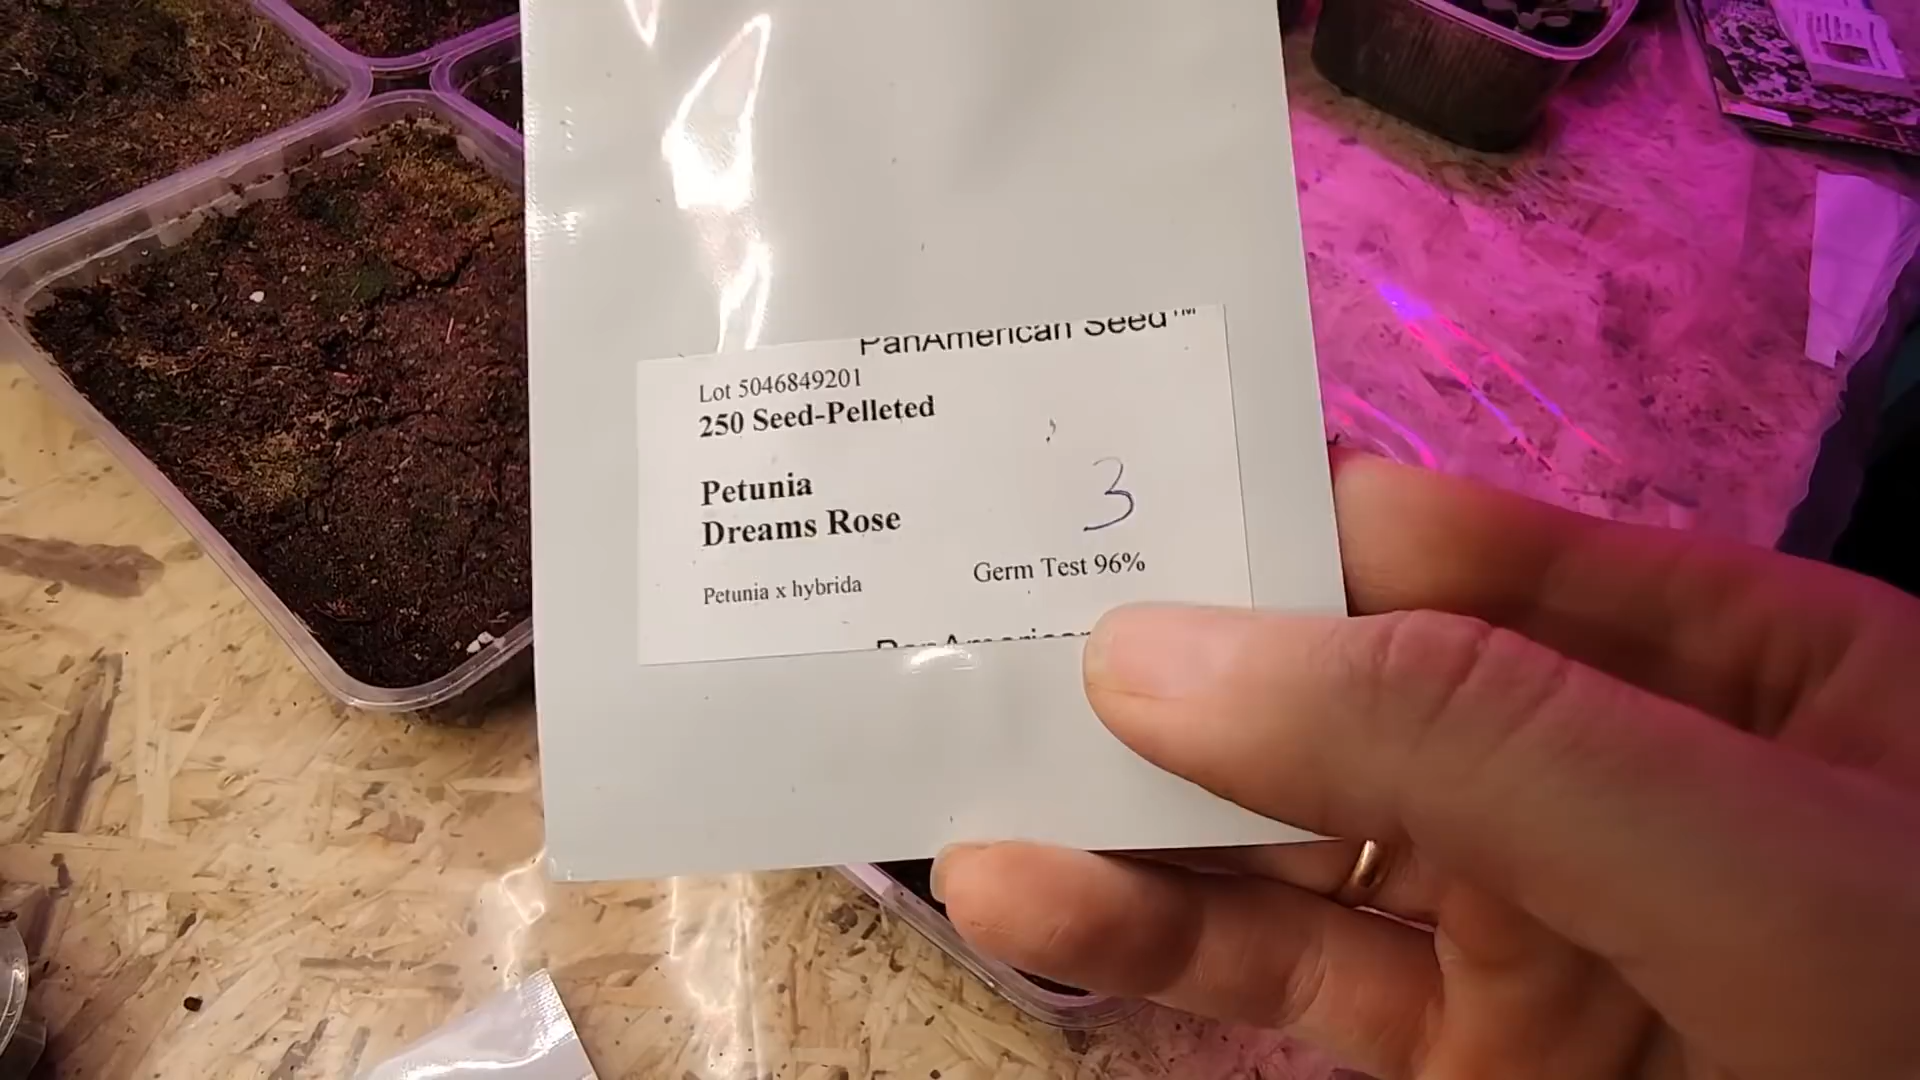 PanAmerican Seed™
Lot 5046849201
250 Seed-Pelleted
Petunia
Dreams Rose
3
Petunia x hybrida
Germ Test 96%